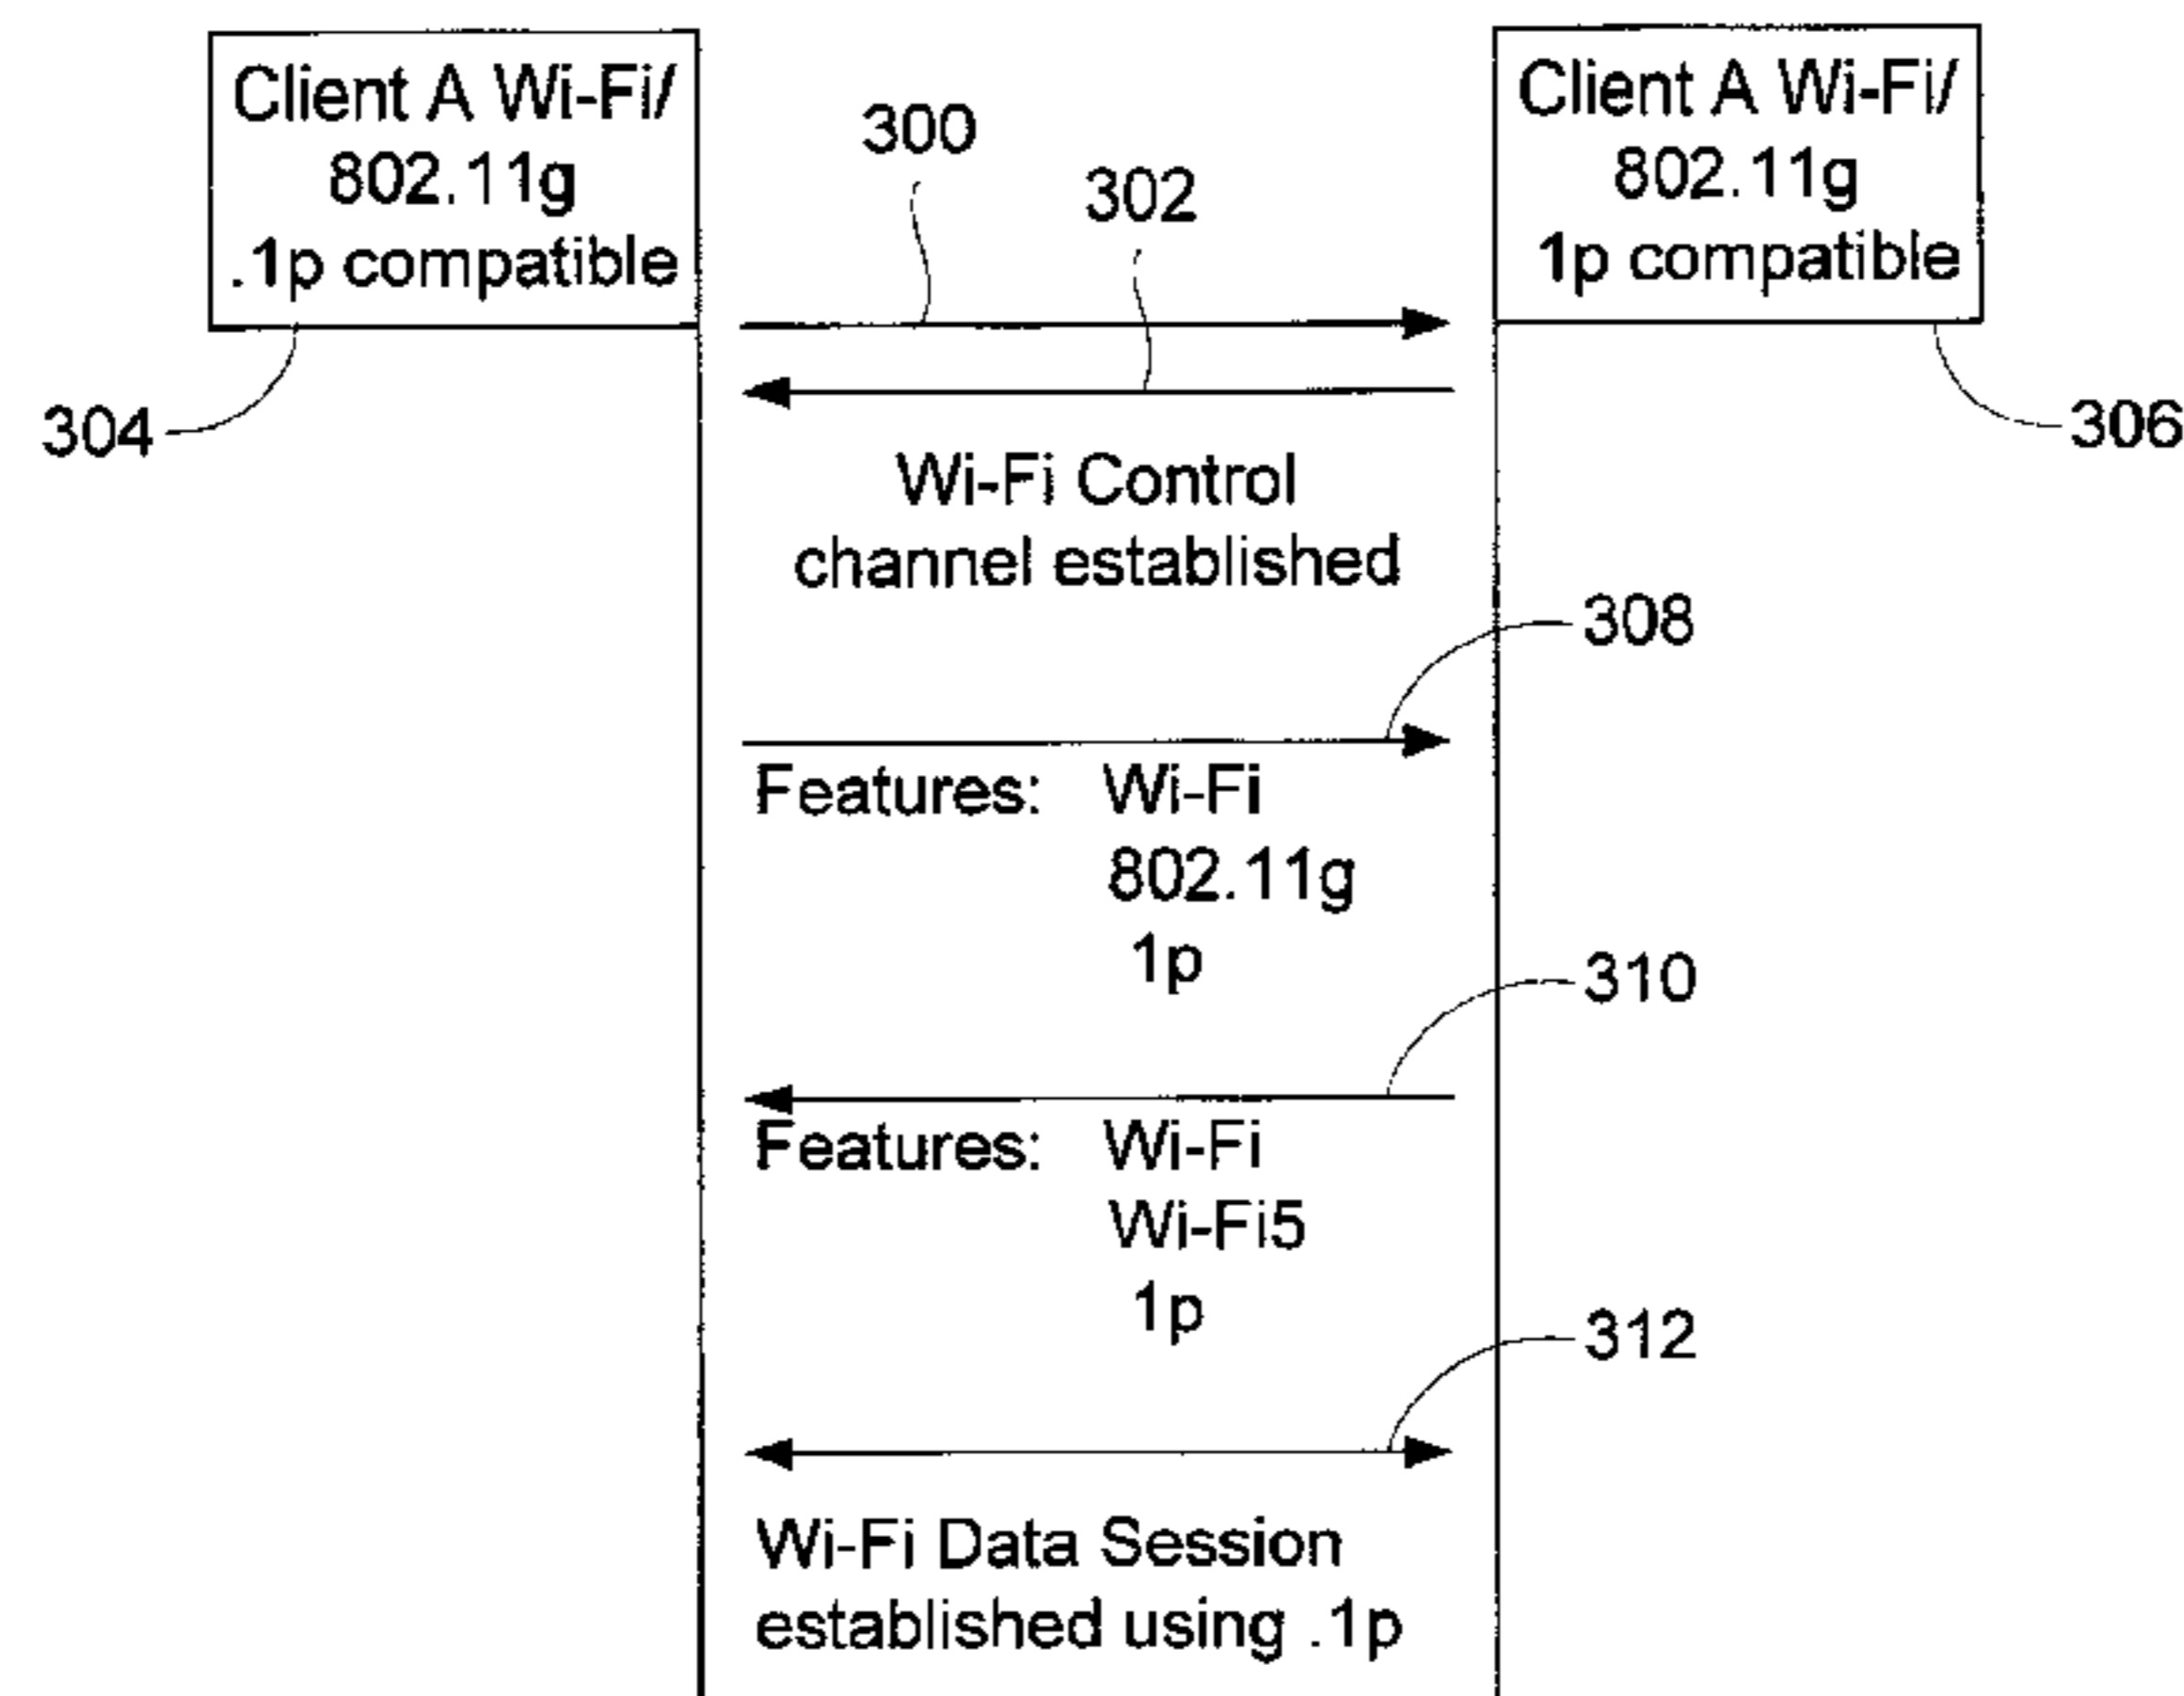 Client A Wi-Fi/
802.11g
.1p compatible
Client A Wi-Fi/
802.11g
1p compatible
300
302
304
306
Wi-Fi Control
channel established
308
Features: Wi-Fi
802.11g
1p
310
Features: Wi-Fi
Wi-Fi5
1p
312
Wi-Fi Data Session
established using .1p